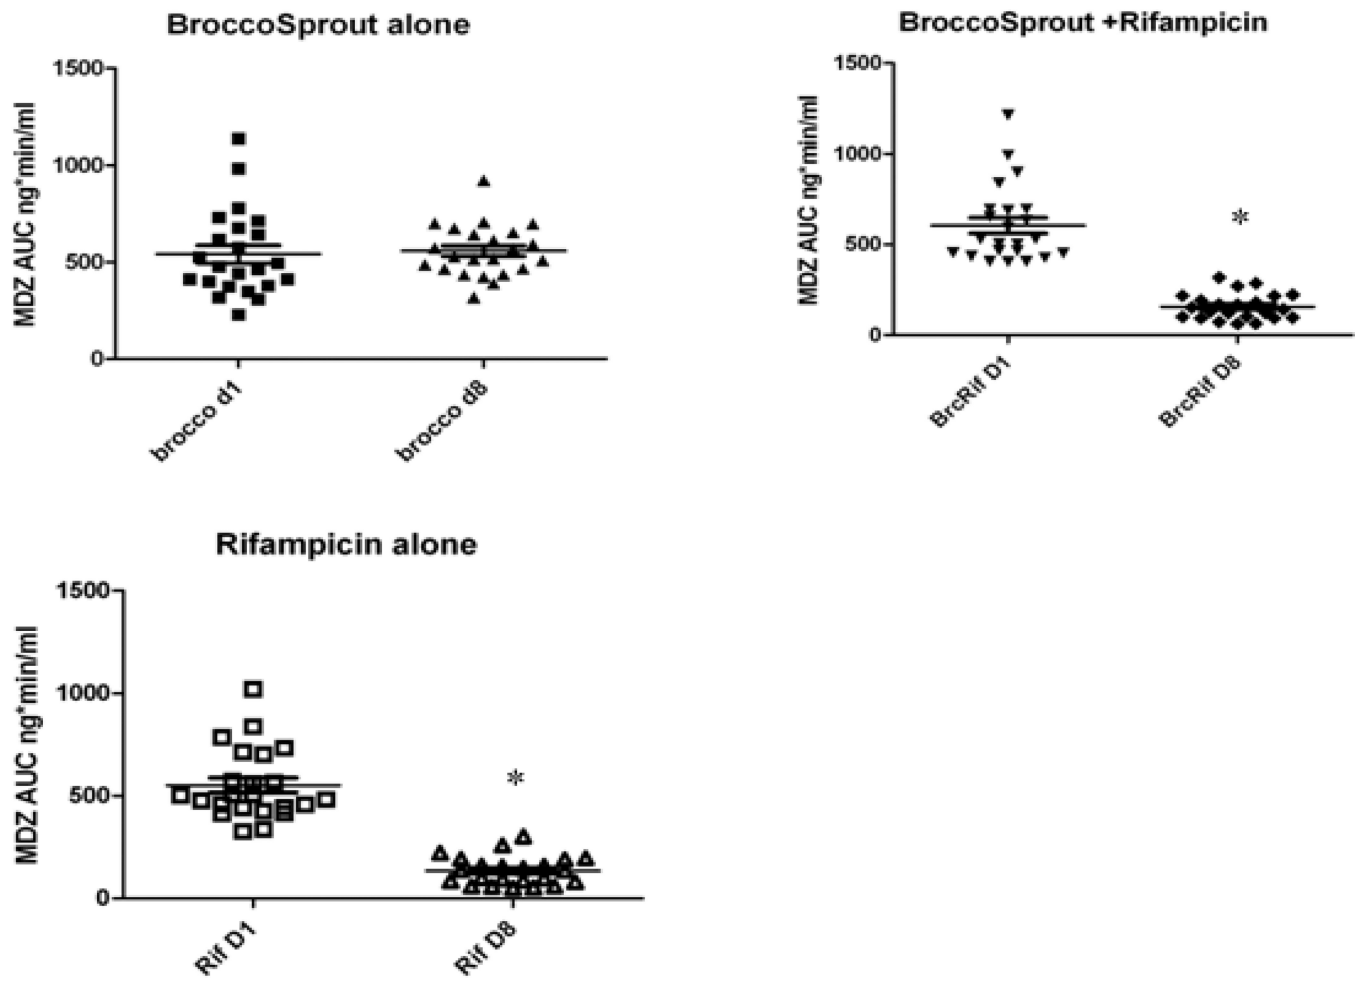 BroccoSprout alone
MDZ AUC ng*min/ml
1500
1000
500
0
brocco d1
brocco d8
BroccoSprout +Rifampicin
MDZ AUC ng*min/ml
1500
1000
500
0
BrcRif D1
BrcRif D8
*
Rifampicin alone
MDZ AUC ng*min/ml
1500
1000
500
0
Rif D1
Rif D8
*